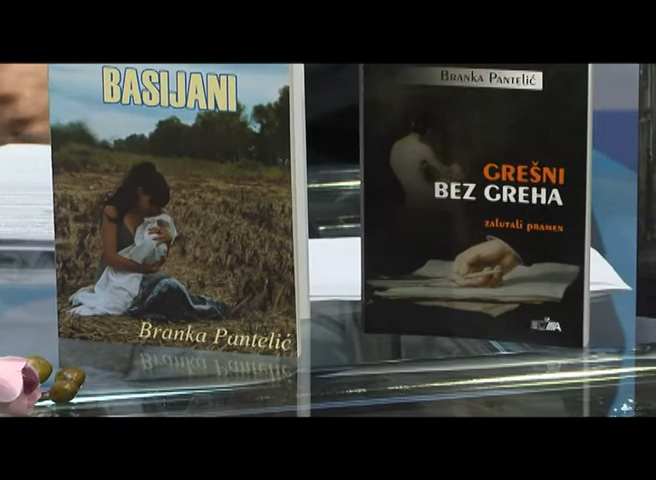 BASIJANI
Branka Pantelić
Branka Pantelić
GREŠNI
BEZ GREHA
zalutali pramen